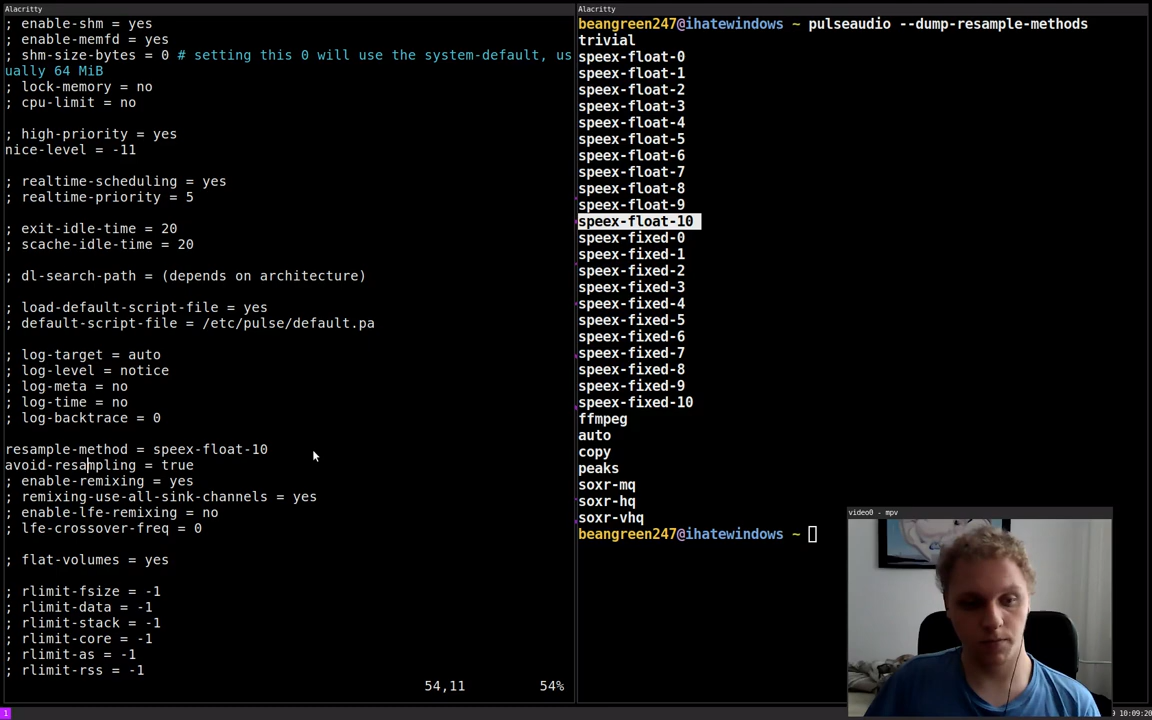 Alacritty
; enable-shm = yes
; enable-memfd = yes
; shm-size-bytes = 0 # setting this 0 will use the system-default, us
ually 64 MiB
; lock-memory = no
; cpu-limit = no
; high-priority = yes
nice-level = -11
; realtime-scheduling = yes
; realtime-priority = 5
; exit-idle-time = 20
; scache-idle-time = 20
; dl-search-path = (depends on architecture)
; load-default-script-file = yes
; default-script-file = /etc/pulse/default.pa
; log-target = auto
; log-level = notice
; log-meta = no
; log-time = no
; log-backtrace = 0
resample-method = speex-float-10
avoid-resampling = true
; enable-remixing = yes
; remixing-use-all-sink-channels = yes
; enable-lfe-remixing = no
; lfe-crossover-freq = 0
; flat-volumes = yes
; rlimit-fsize = -1
; rlimit-data = -1
; rlimit-stack = -1
; rlimit-core = -1
; rlimit-as = -1
; rlimit-rss = -1
54,11 54%
Alacritty
beangreen247@ihatewindows ~ pulseaudio --dump-resample-methods
trivial
speex-float-0
speex-float-1
speex-float-2
speex-float-3
speex-float-4
speex-float-5
speex-float-6
speex-float-7
speex-float-8
speex-float-9
speex-float-10
speex-fixed-0
speex-fixed-1
speex-fixed-2
speex-fixed-3
speex-fixed-4
speex-fixed-5
speex-fixed-6
speex-fixed-7
speex-fixed-8
speex-fixed-9
speex-fixed-10
ffmpeg
auto
copy
peaks
soxr-mq
soxr-hq
soxr-vhq
beangreen247@ihatewindows ~
video0 - mpv
1
10:09:20